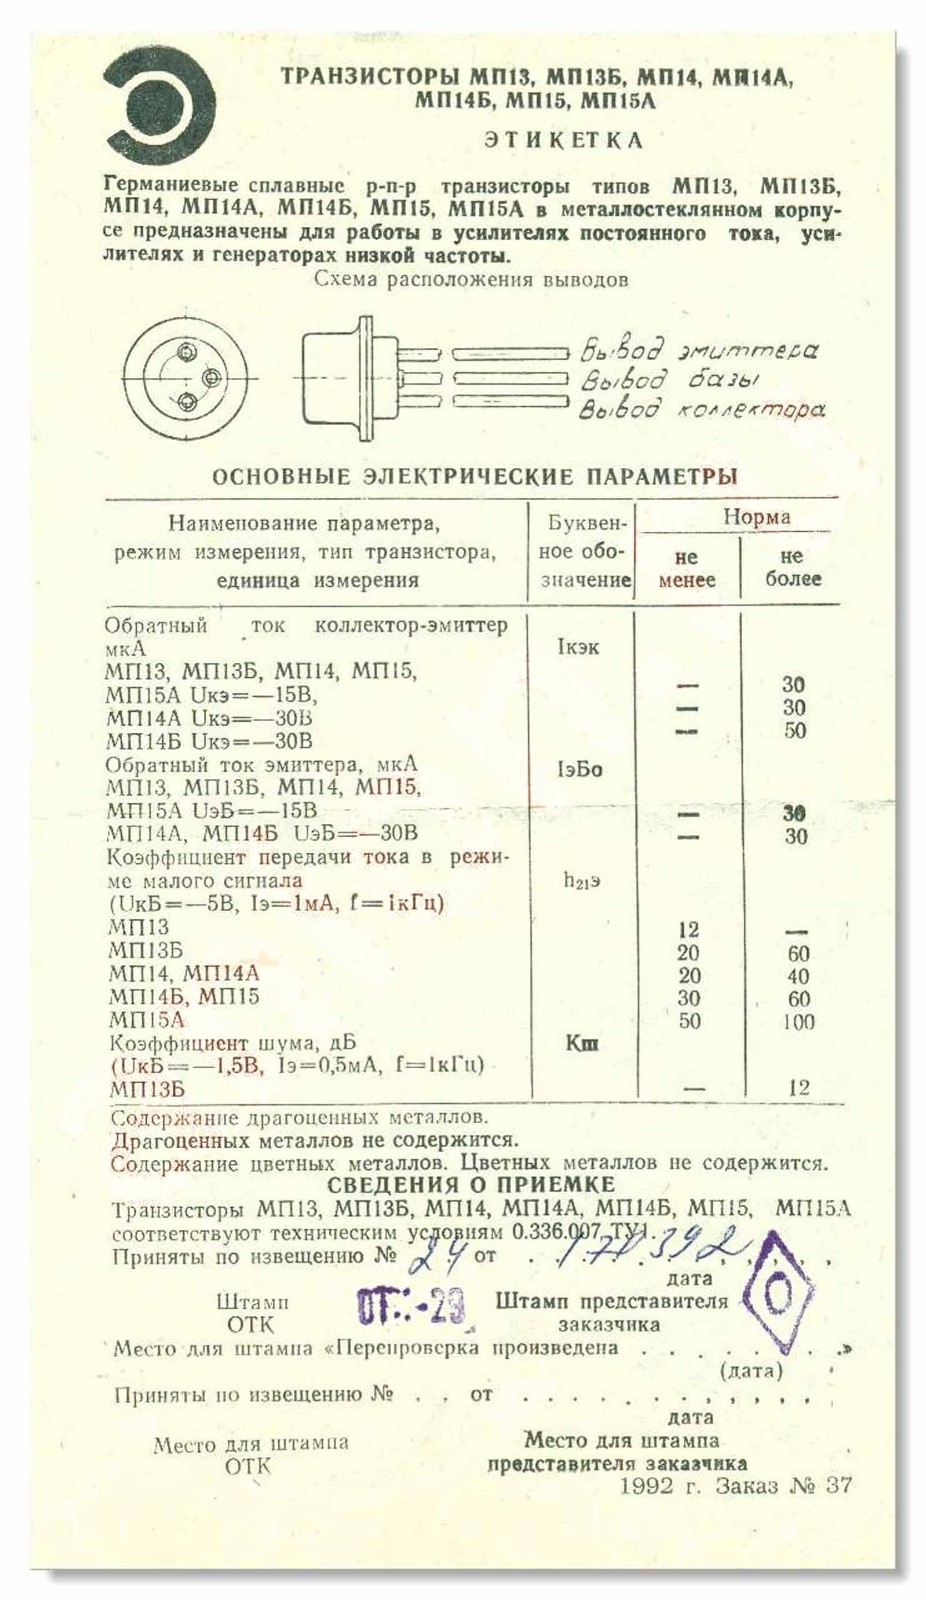 ТРАНЗИСТОРЫ МП13, МП13Б, МП14, МП14А,
МП14Б, МП15, МП15А
ЭТИКЕТКА
Германиевые сплавные р-п-р транзисторы типов МП13, МП13Б,
МП14, МП14А, МП14Б, МП15, МП15А в металлостеклянном корпу-
се предназначены для работы в усилителях постоянного тока, уси-
лителях и генераторах низкой частоты.
Схема расположения выводов
Вывод эмиттера
Вывод базы
Вывод коллектора
ОСНОВНЫЕ ЭЛЕКТРИЧЕСКИЕ ПАРАМЕТРЫ
Наименование параметра,
режим измерения, тип транзистора,
единица измерения
Буквен-
ное обо-
значение
Норма
не
менее
не
более
Обратный ток коллектор-эмиттер
мкА Iкэк
МП13, МП13Б, МП14, МП15,
МП15А Uкэ=—15В, — 30
МП14А Uкэ=—30В — 30
МП14Б Uкэ=—30В — 50
Обратный ток эмиттера, мкА IэБо
МП13, МП13Б, МП14, МП15,
МП15А UэБ=—15В — 30
МП14А, МП14Б UэБ=—30В — 30
Коэффициент передачи тока в режи-
ме малого сигнала h21э
(UкБ=—5В, Iэ=1мА, f=1кГц)
МП13 12 —
МП13Б 20 60
МП14, МП14А 20 40
МП14Б, МП15 30 60
МП15А 50 100
Коэффициент шума, дБ Кш
(UкБ=—1,5В, Iэ=0,5мА, f=1кГц)
МП13Б — 12
Содержание драгоценных металлов.
Драгоценных металлов не содержится.
Содержание цветных металлов. Цветных металлов не содержится.
СВЕДЕНИЯ О ПРИЕМКЕ
Транзисторы МП13, МП13Б, МП14, МП14А, МП14Б, МП15, МП15А
соответствуют техническим условиям 0.336.007 ТУ1.
Приняты по извещению № 24 от . . . . . , , , ,
дата
Штамп
ОТК
ОТ -29
Штамп представителя
заказчика
О
Место для штампа «Перепроверка произведена . . . . . . . .»
(дата)
Приняты по извещению № . . от . . . . . . . , , , , ,
дата
Место для штампа
ОТК
Место для штампа
представителя заказчика
1992 г. Заказ № 37